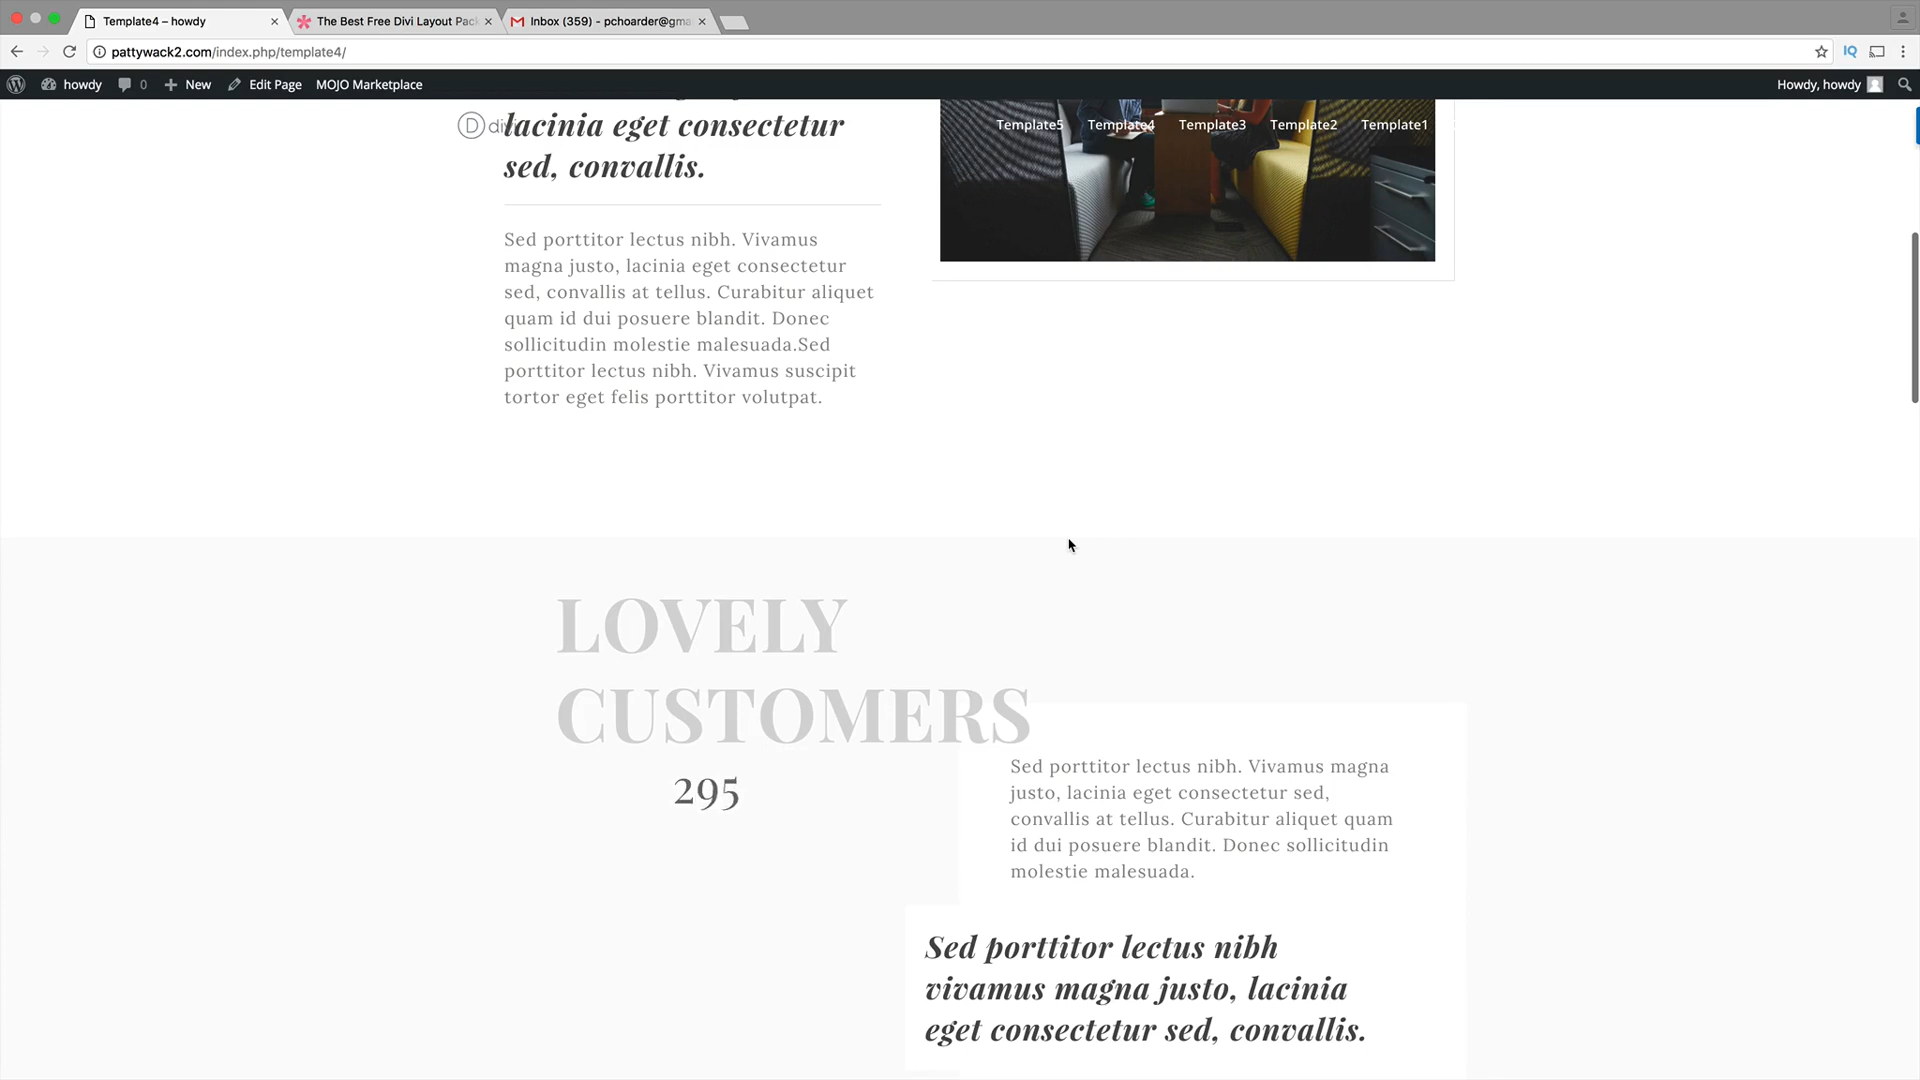 Template4 – howdy
The Best Free Divi Layout Pac
Inbox (359) - pchoarder@gma
pattywack2.com/index.php/template4/
IQ
howdy 0 New Edit Page MOJO Marketplace
Howdy, howdy
D divi
Template5 Template4 Template3 Template2 Template1
lacinia eget consectetur
sed, convallis.
Sed porttitor lectus nibh. Vivamus
magna justo, lacinia eget consectetur
sed, convallis at tellus. Curabitur aliquet
quam id dui posuere blandit. Donec
sollicitudin molestie malesuada.Sed
porttitor lectus nibh. Vivamus suscipit
tortor eget felis porttitor volutpat.
LOVELY
CUSTOMERS
295
Sed porttitor lectus nibh. Vivamus magna
justo, lacinia eget consectetur sed,
convallis at tellus. Curabitur aliquet quam
id dui posuere blandit. Donec sollicitudin
molestie malesuada.
Sed porttitor lectus nibh
vivamus magna justo, lacinia
eget consectetur sed, convallis.